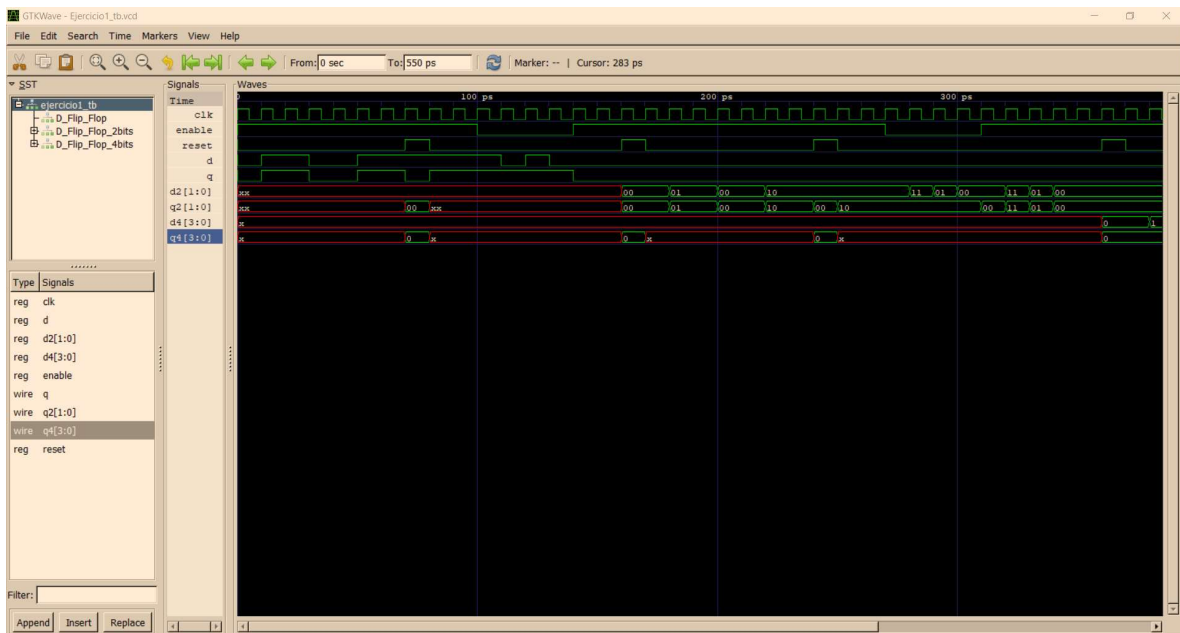 GTKWave - Ejercicio1_tb.vcd
File Edit Search Time Markers View Help
From: 0 sec To: 550 ps Marker: -- | Cursor: 283 ps
SST
ejercicio1_tb
D_Flip_Flop
D_Flip_Flop_2bits
D_Flip_Flop_4bits
Type Signals
reg clk
reg d
reg d2[1:0]
reg d4[3:0]
reg enable
wire q
wire q2[1:0]
wire q4[3:0]
reg reset
Filter:
Append Insert Replace
Signals
Time
clk
enable
reset
d
q
d2[1:0]
q2[1:0]
d4[3:0]
q4[3:0]
Waves
100 ps 200 ps 300 ps
xx 00 01 00 10 11 01 00 11 01 00
xx 00 xx 00 01 00 10 00 10 00 11 01 00
x 0 1
x 0 x 0 x 0 x 0